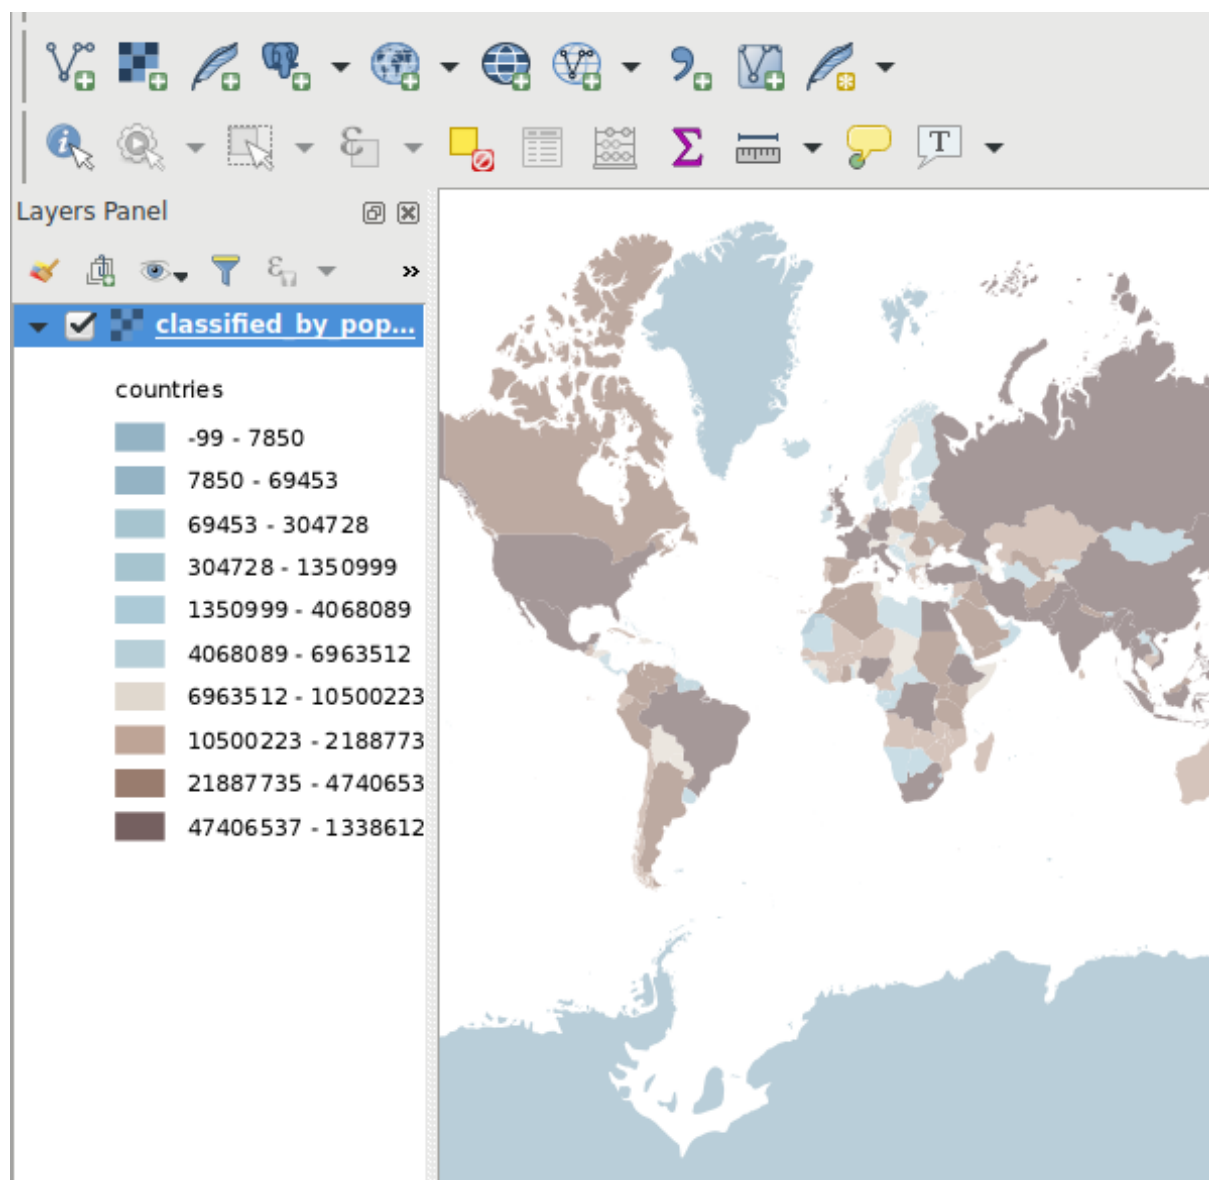 T
Layers Panel
classified_by_pop...
countries
-99 - 7850
7850 - 69453
69453 - 304728
304728 - 1350999
1350999 - 4068089
4068089 - 6963512
6963512 - 10500223
10500223 - 2188773
21887735 - 4740653
47406537 - 1338612